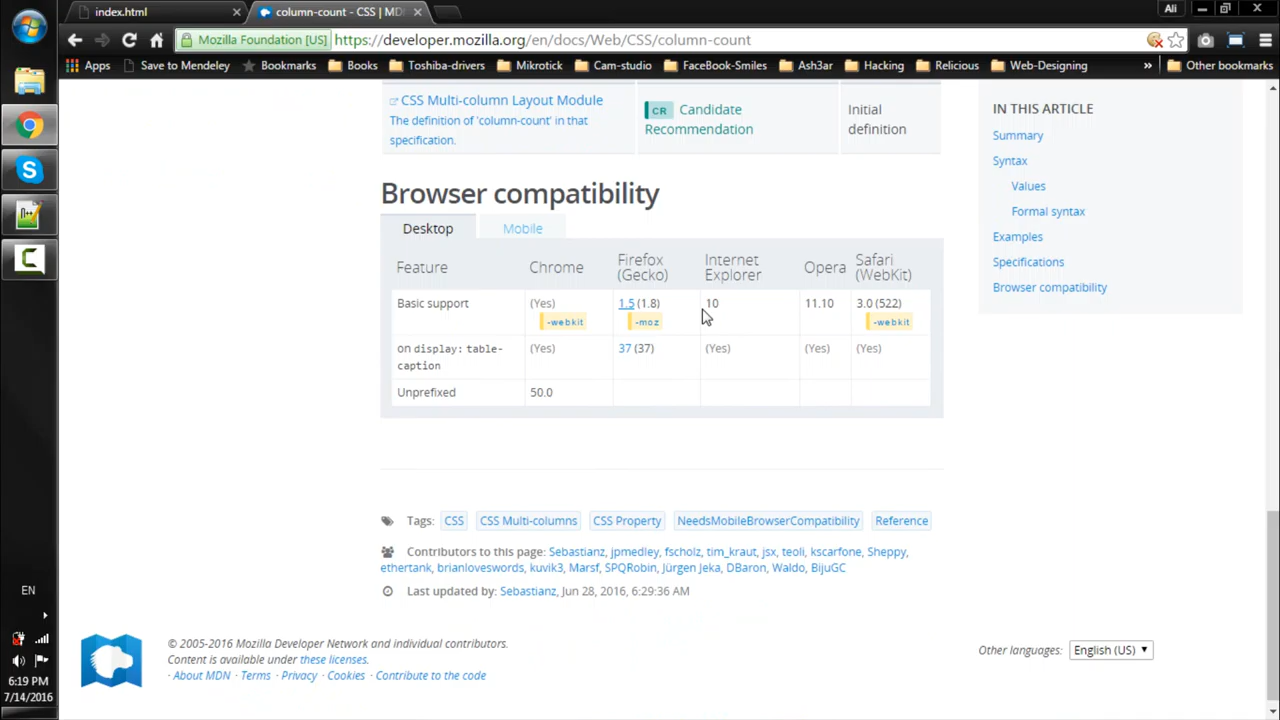 index.html
column-count - CSS | MD
Ali
Mozilla Foundation [US]
https://developer.mozilla.org/en/docs/Web/CSS/column-count
Apps
Save to Mendeley
Bookmarks
Books
Toshiba-drivers
Mikrotick
Cam-studio
FaceBook-Smiles
Ash3ar
Hacking
Relicious
Web-Designing
»
Other bookmarks
CSS Multi-column Layout Module
The definition of 'column-count' in that
specification.
CR Candidate
Recommendation
Initial
definition
IN THIS ARTICLE
Summary
Syntax
Values
Formal syntax
Examples
Specifications
Browser compatibility
Browser compatibility
Desktop Mobile
Feature Chrome Firefox (Gecko) Internet Explorer Opera Safari (WebKit)
Basic support (Yes) 1.5 (1.8) 10 11.10 3.0 (522)
-webkit -moz -webkit
on display: table-
caption
(Yes) 37 (37) (Yes) (Yes) (Yes)
Unprefixed 50.0
Tags: CSS CSS Multi-columns CSS Property NeedsMobileBrowserCompatibility Reference
Contributors to this page: Sebastianz, jpmedley, fscholz, tim_kraut, jsx, teoli, kscarfone, Sheppy,
ethertank, brianloveswords, kuvik3, Marsf, SPQRobin, Jürgen Jeka, DBaron, Waldo, BijuGC
Last updated by: Sebastianz, Jun 28, 2016, 6:29:36 AM
© 2005-2016 Mozilla Developer Network and individual contributors.
Content is available under these licenses.
· About MDN · Terms · Privacy · Cookies · Contribute to the code
Other languages: English (US) ▼
EN
6:19 PM
7/14/2016